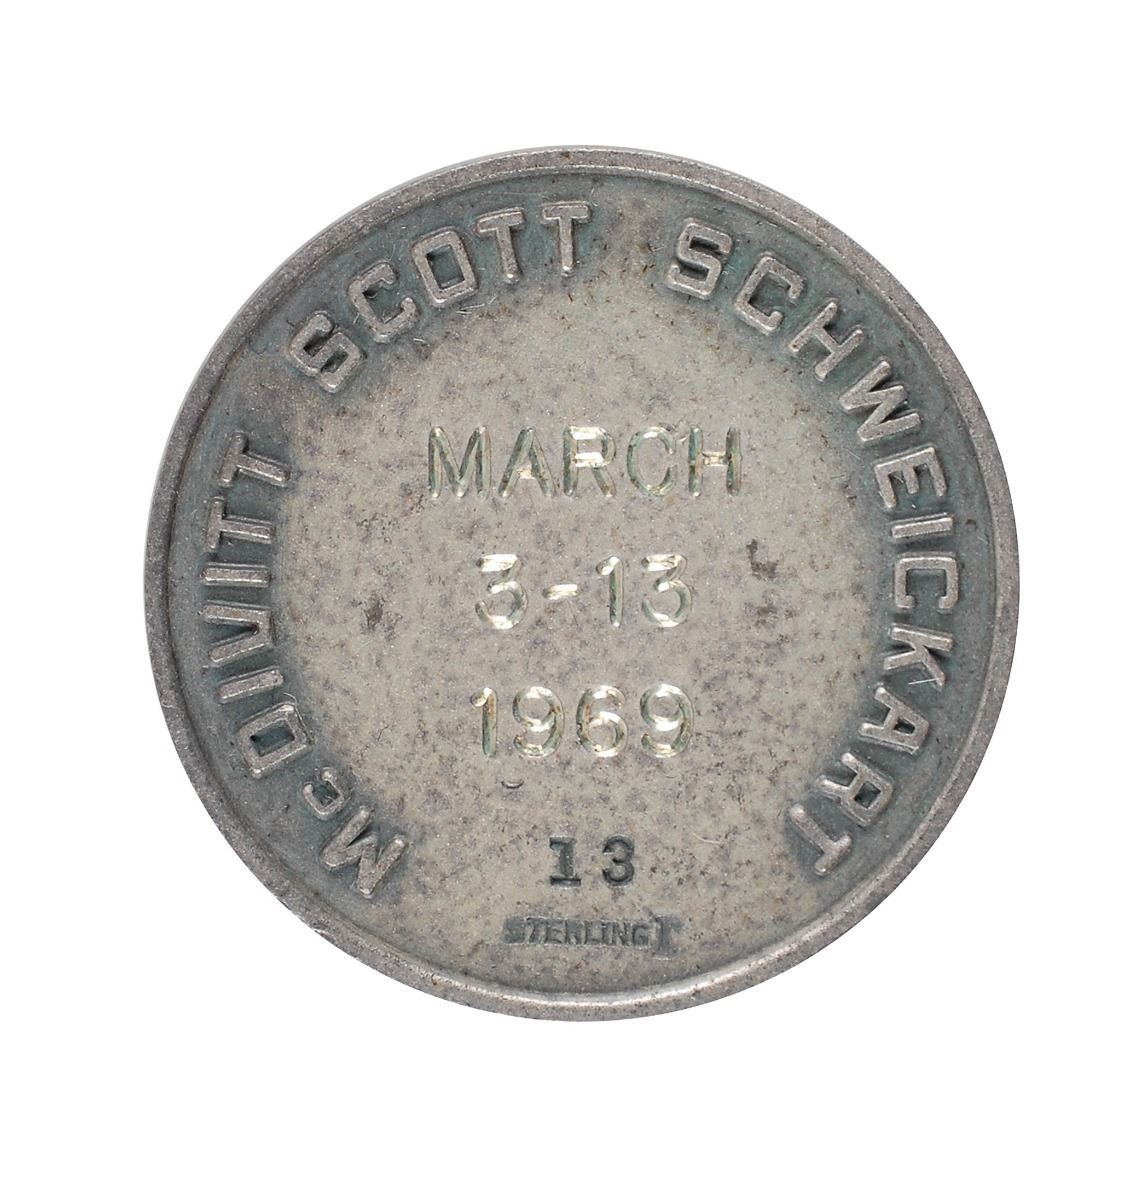 McDIVITT SCOTT SCHWEICKART
MARCH
3-13
1969
13
STERLING